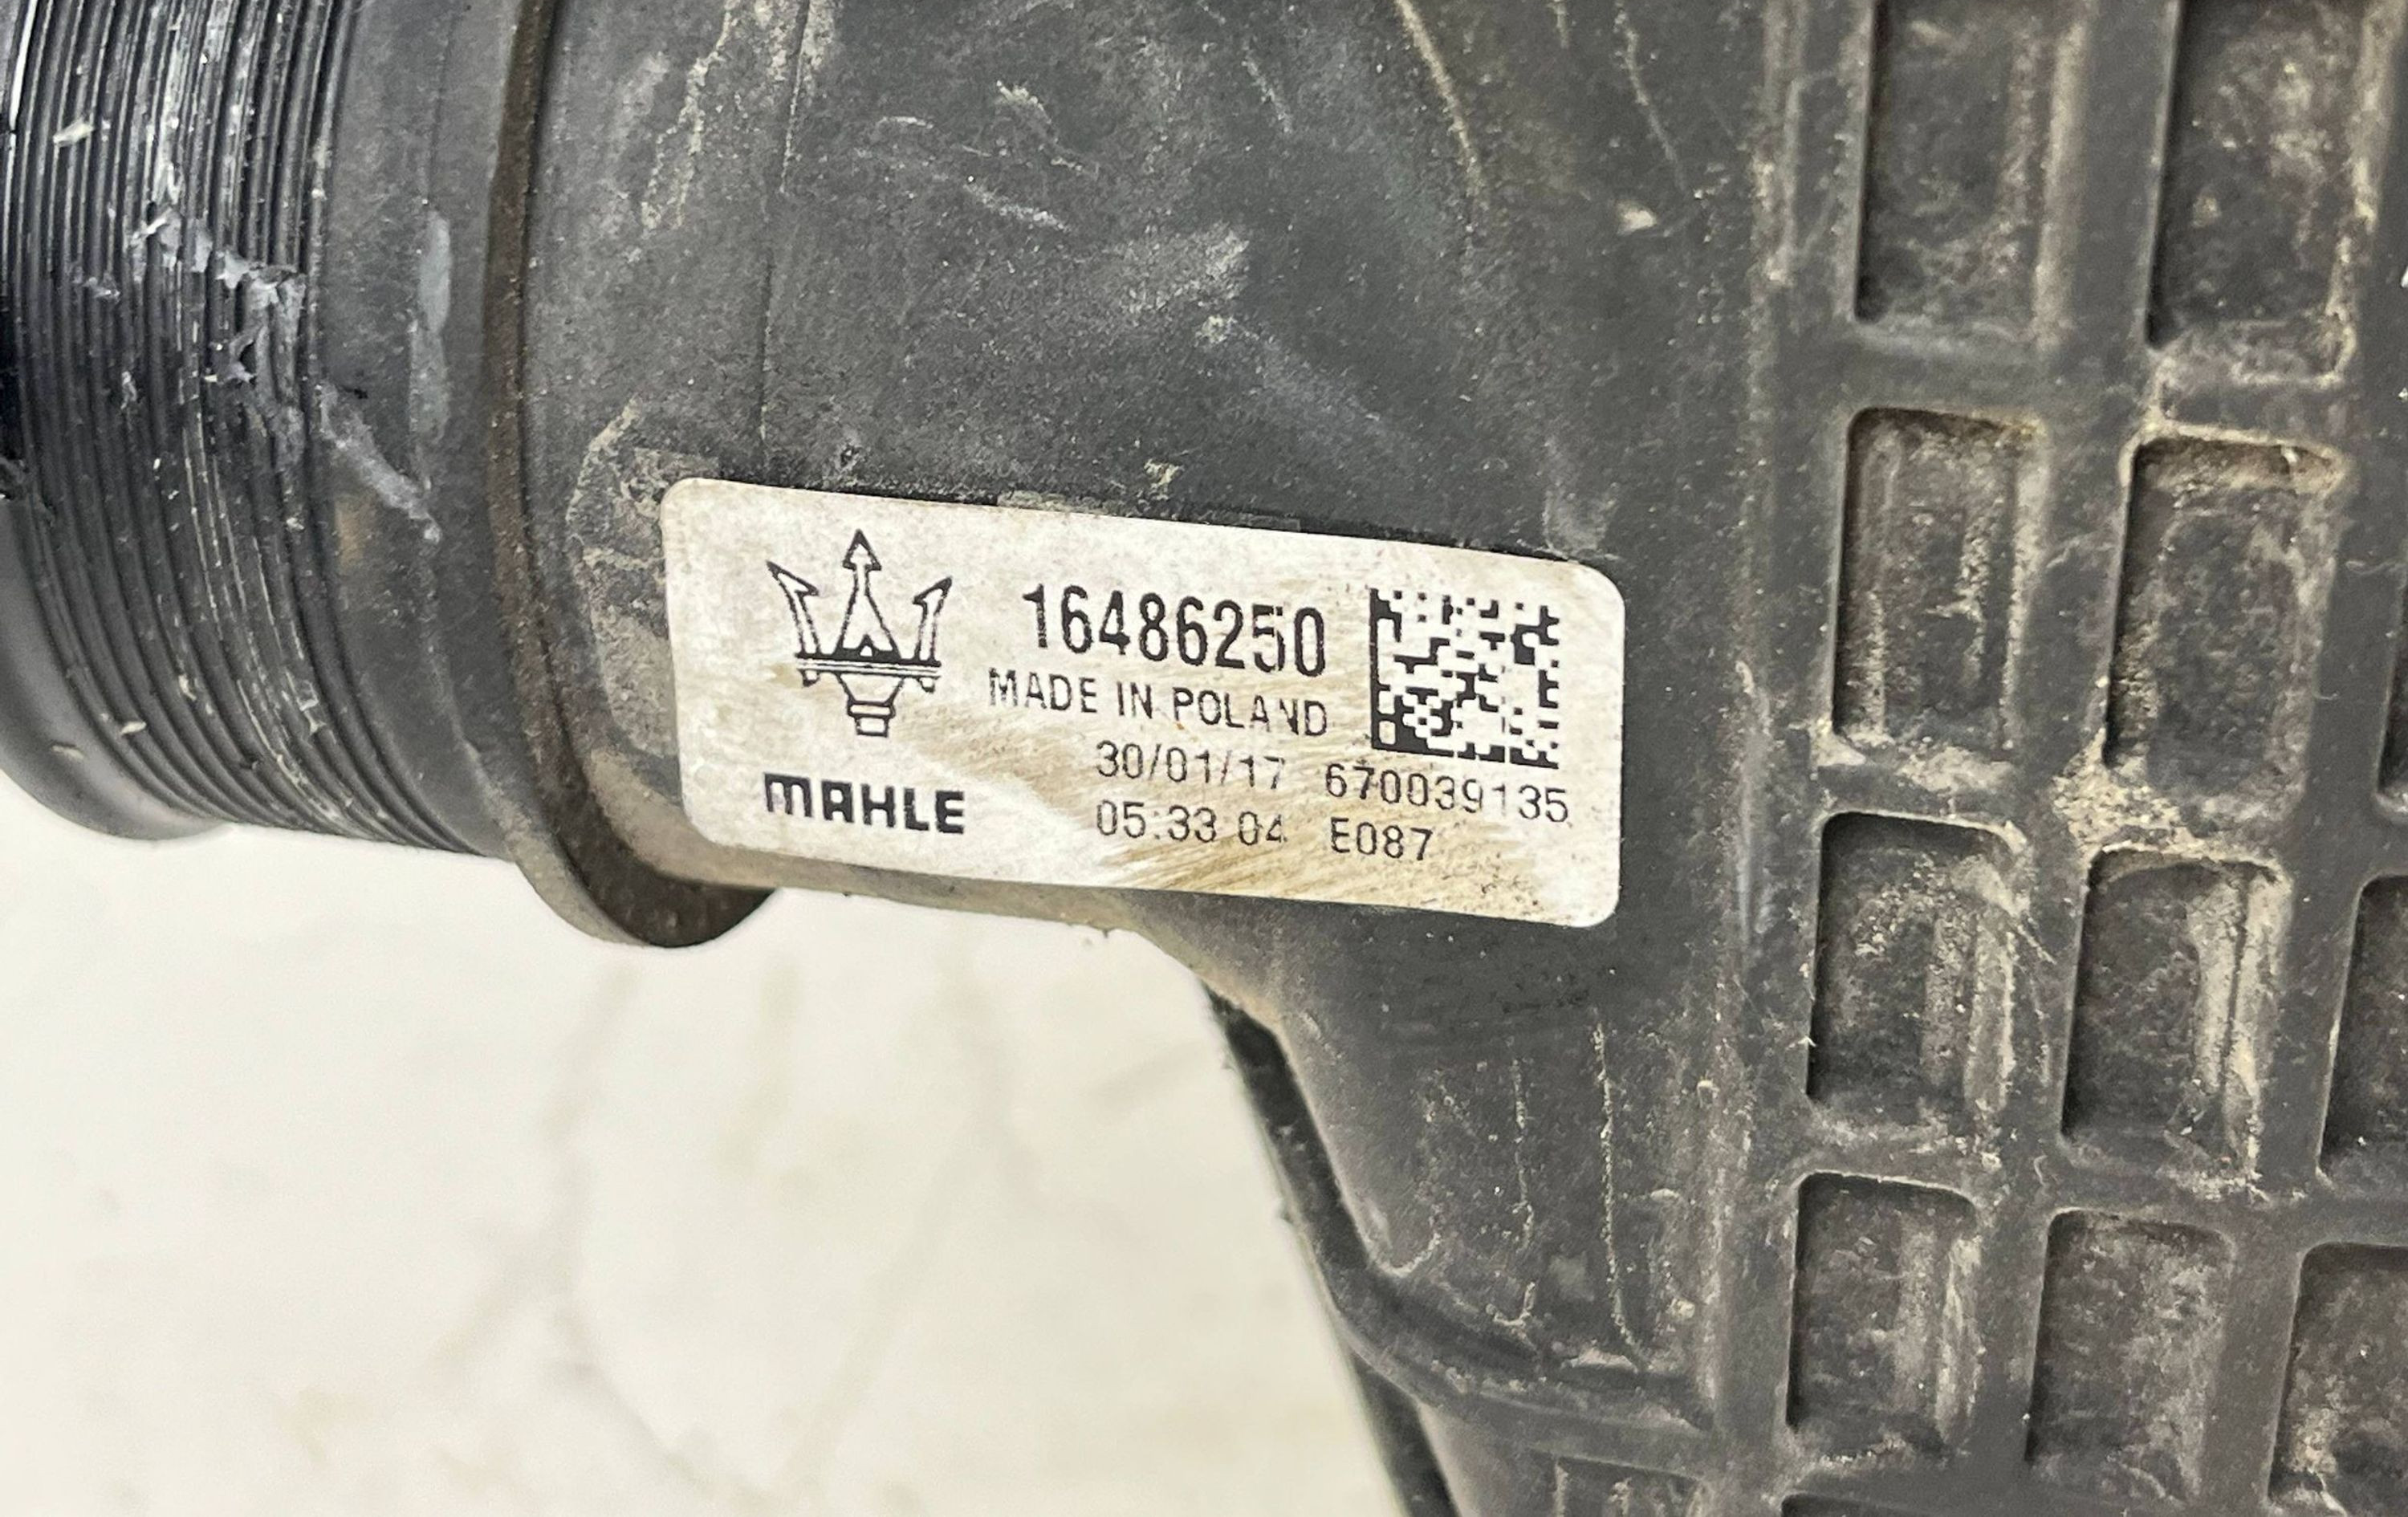 16486250
MADE IN POLAND
30/01/17 670039135
05:33 04 E087
MAHLE